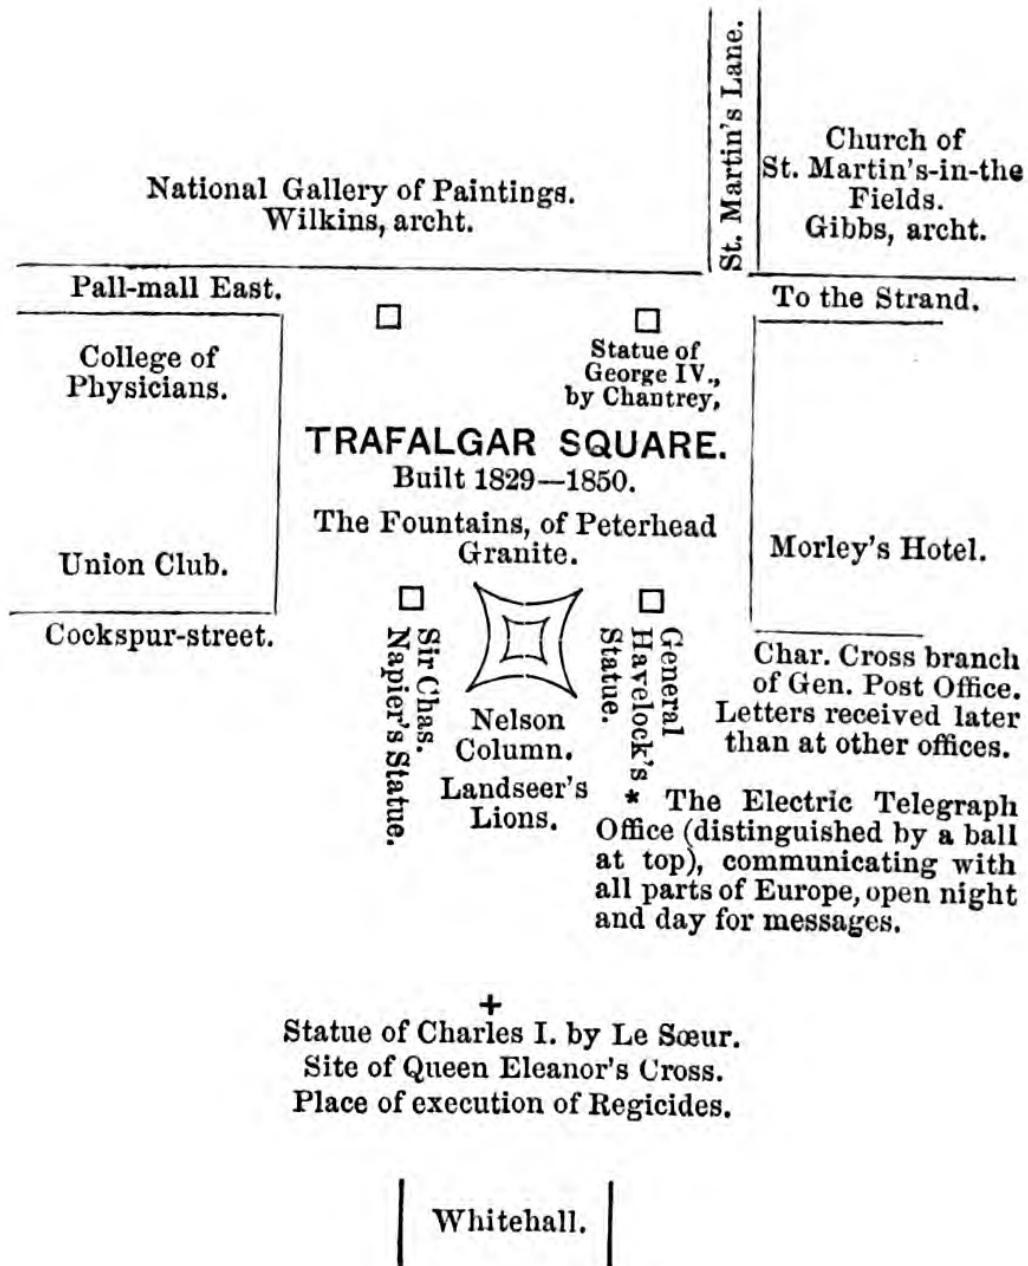 St. Martin's Lane.
Church of
St. Martin's-in-the
Fields.
Gibbs, archt.
National Gallery of Paintings.
Wilkins, archt.
Pall-mall East.
To the Strand.
College of
Physicians.
Statue of
George IV.,
by Chantrey,
TRAFALGAR SQUARE.
Built 1829—1850.
The Fountains, of Peterhead
Granite.
Union Club.
Morley's Hotel.
Cockspur-street.
Sir Chas.
Napier's Statue.
Nelson
Column.
Landseer's
Lions.
General
Havelock's
Statue.
Char. Cross branch
of Gen. Post Office.
Letters received later
than at other offices.
* The Electric Telegraph
Office (distinguished by a ball
at top), communicating with
all parts of Europe, open night
and day for messages.
+
Statue of Charles I. by Le Sœur.
Site of Queen Eleanor's Cross.
Place of execution of Regicides.
Whitehall.